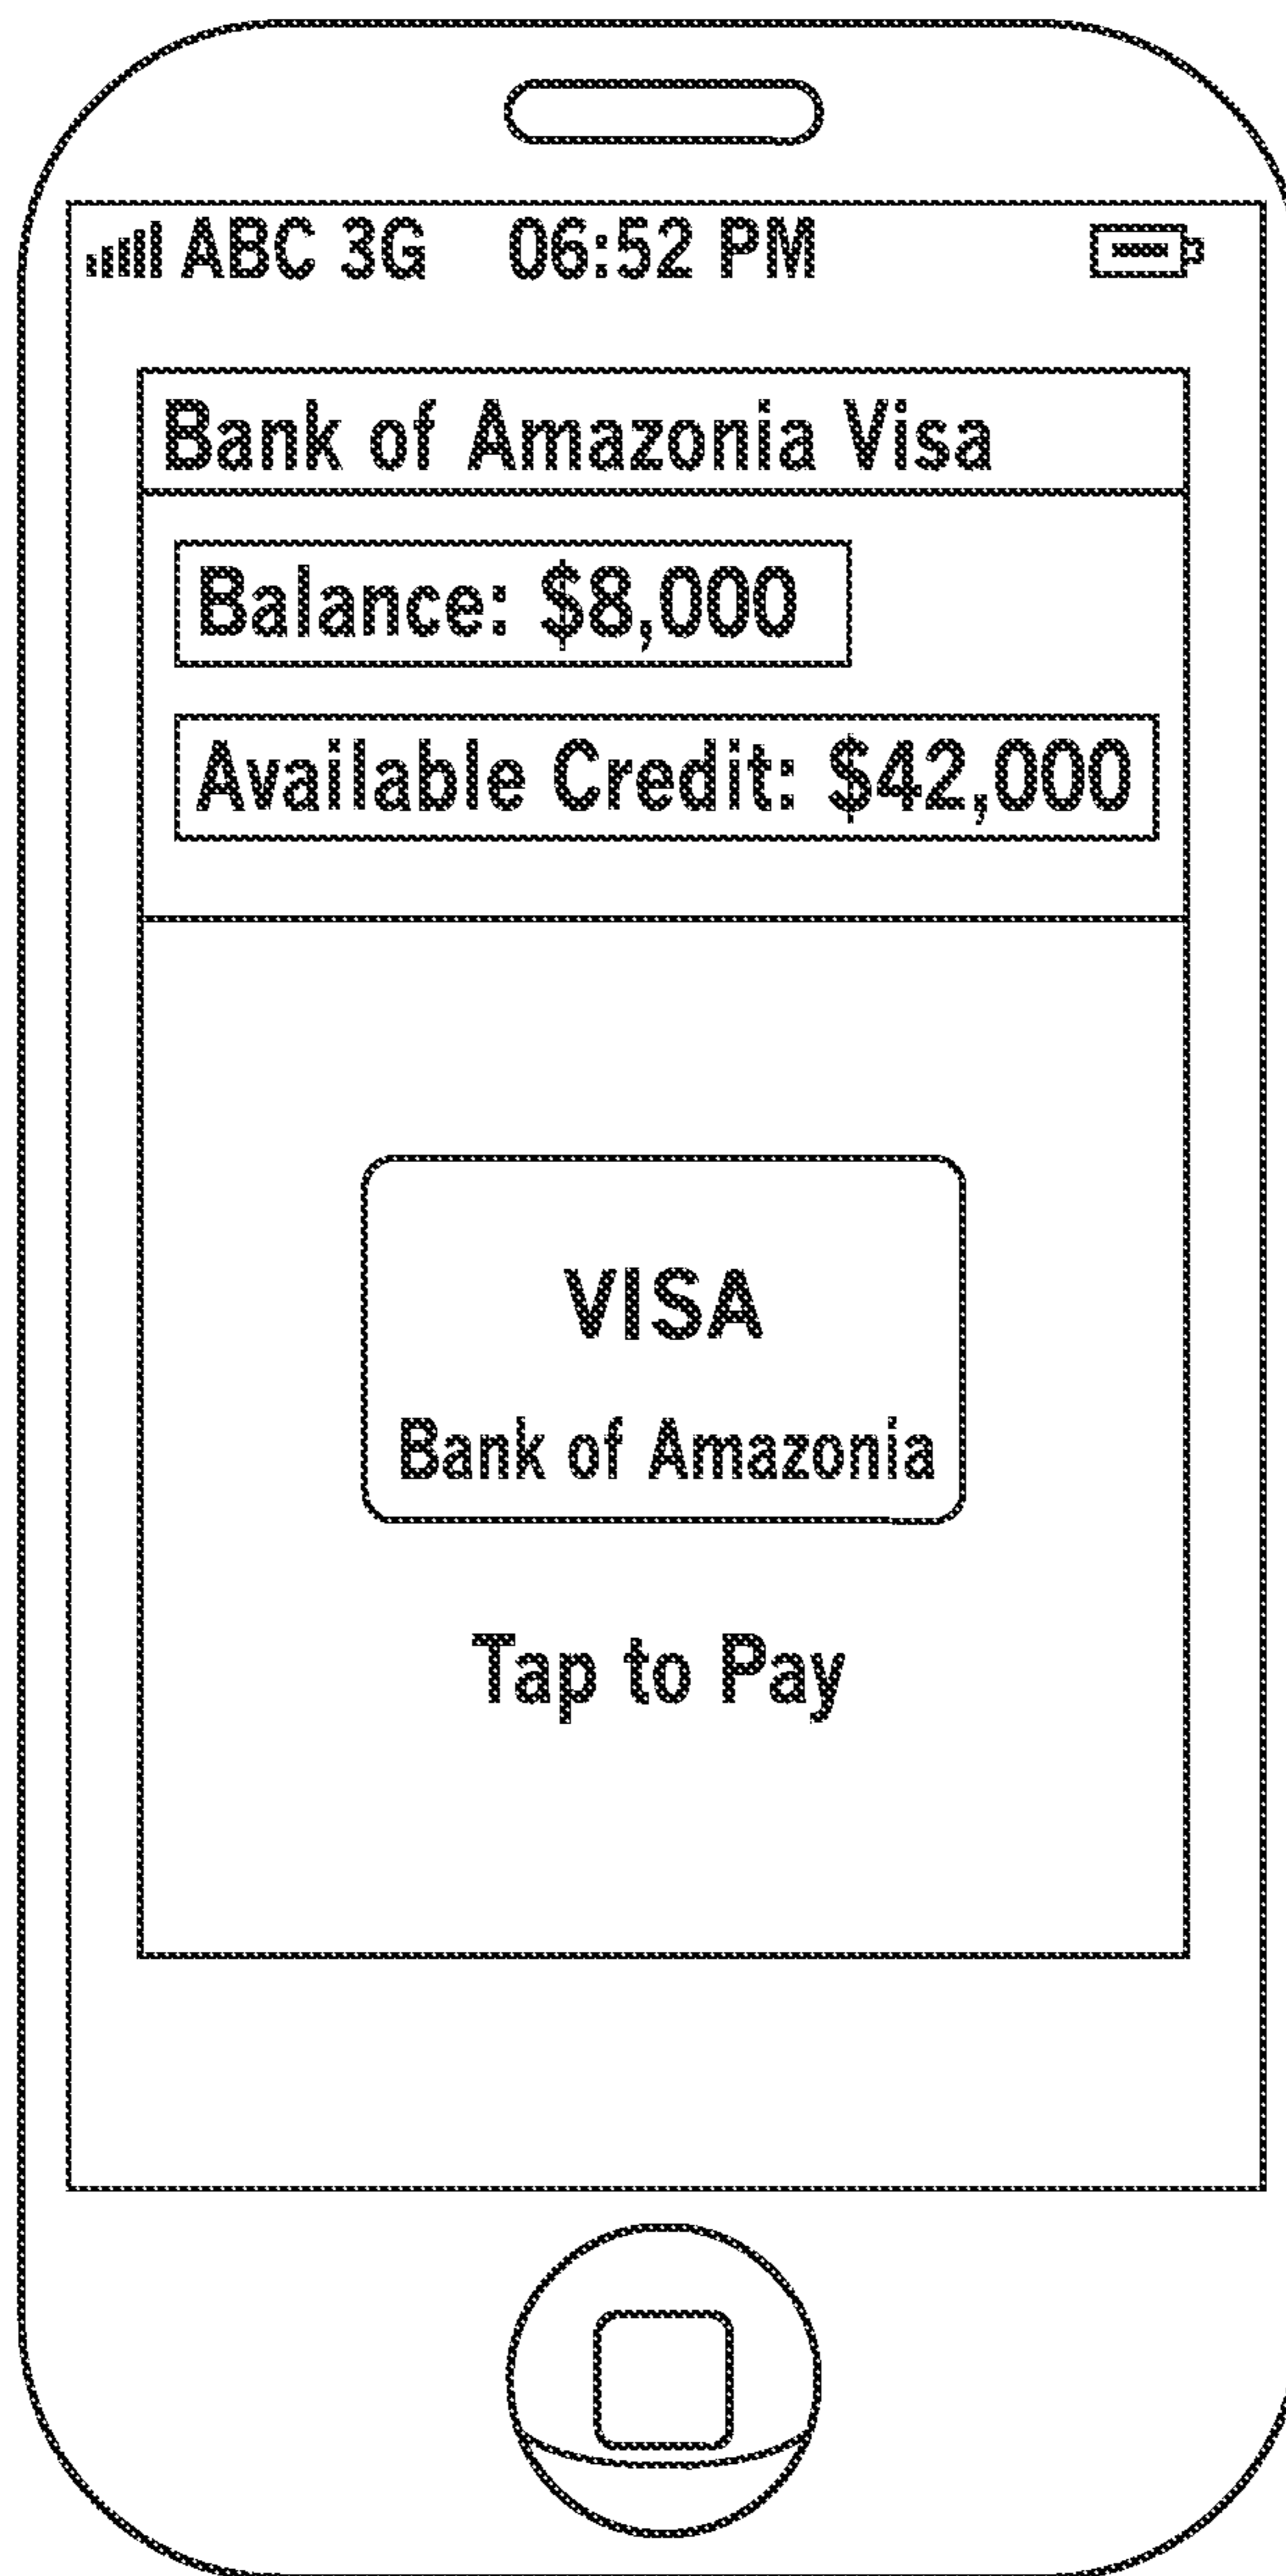 ABC 3G 06:52 PM
Bank of Amazonia Visa
Balance: $8,000
Available Credit: $42,000
VISA
Bank of Amazonia
Tap to Pay